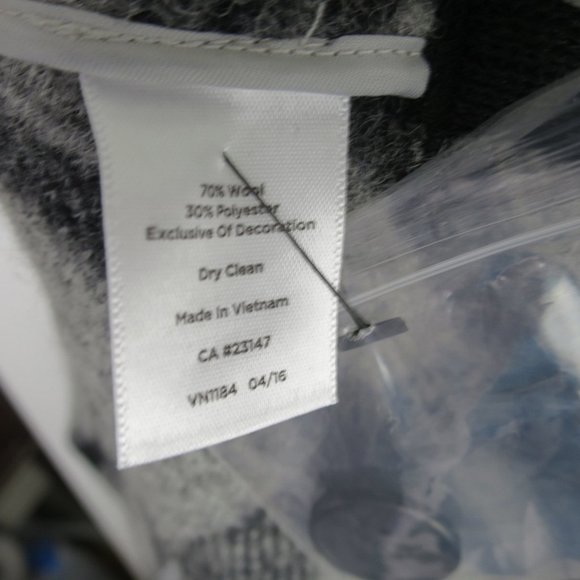 70% Wool
30% Polyester
Exclusive Of Decoration
Dry Clean
Made In Vietnam
CA #23147
VN1184 04/16